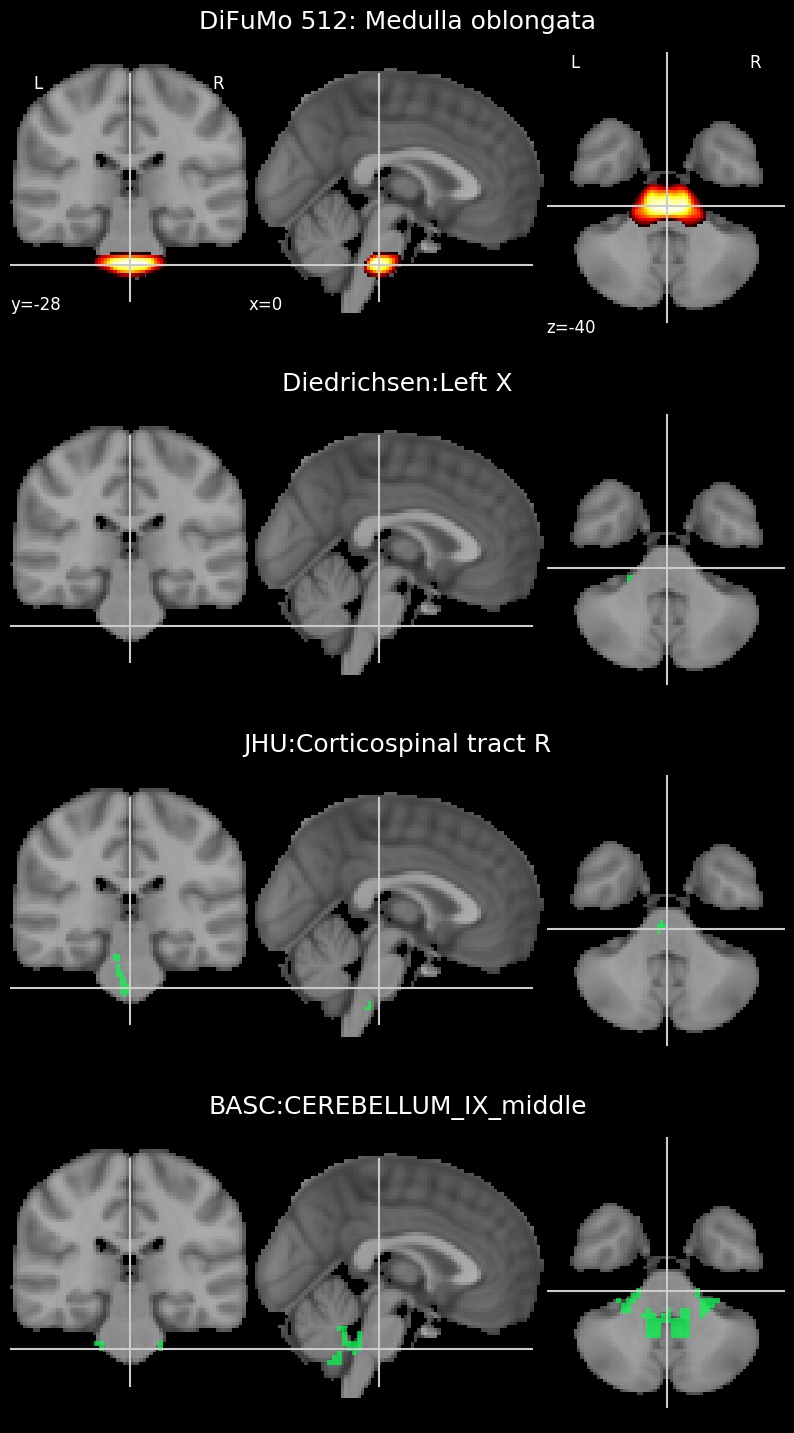 DiFuMo 512: Medulla oblongata
L R
L R
y=-28 x=0
z=-40
Diedrichsen:Left X
JHU:Corticospinal tract R
BASC:CEREBELLUM_IX_middle